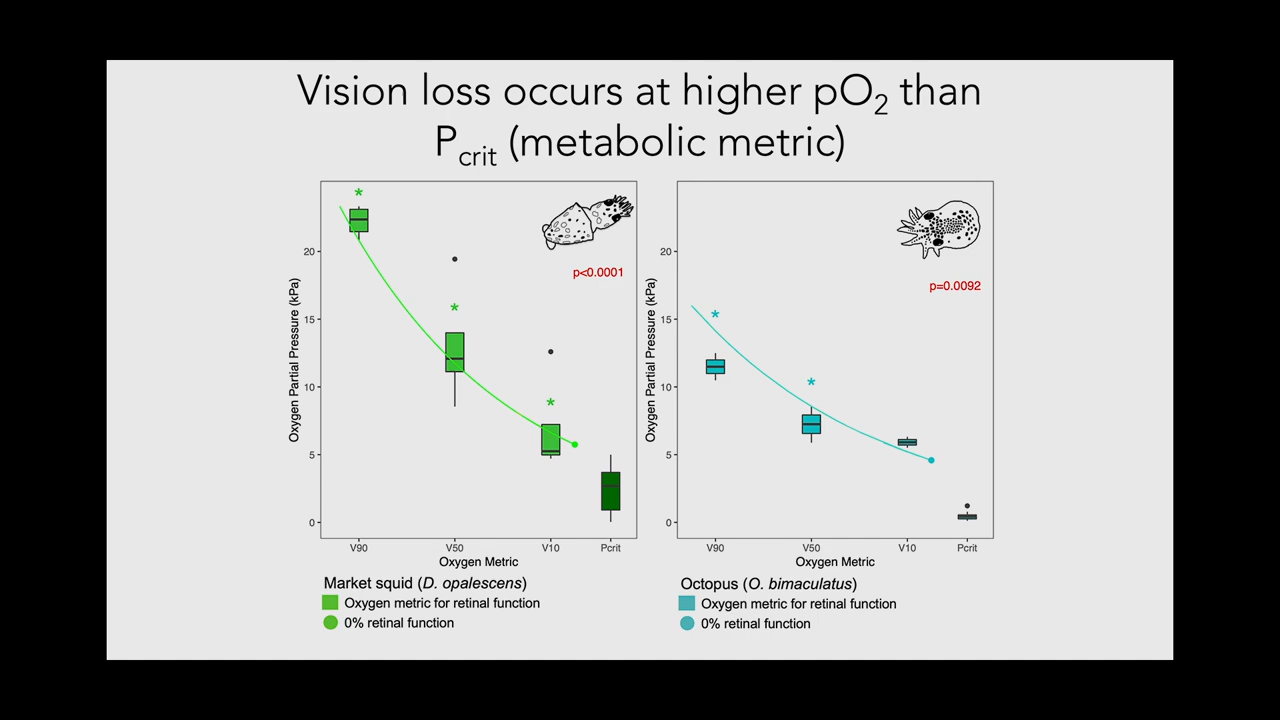 Vision loss occurs at higher pO2 than
Pcrit (metabolic metric)
Oxygen Partial Pressure (kPa)
20
15
10
5
0
*
*
*
p<0.0001
V90
V50
V10
Pcrit
Oxygen Metric
Market squid (D. opalescens)
Oxygen metric for retinal function
0% retinal function
Oxygen Partial Pressure (kPa)
20
15
10
5
0
*
*
p=0.0092
V90
V50
V10
Pcrit
Oxygen Metric
Octopus (O. bimaculatus)
Oxygen metric for retinal function
0% retinal function